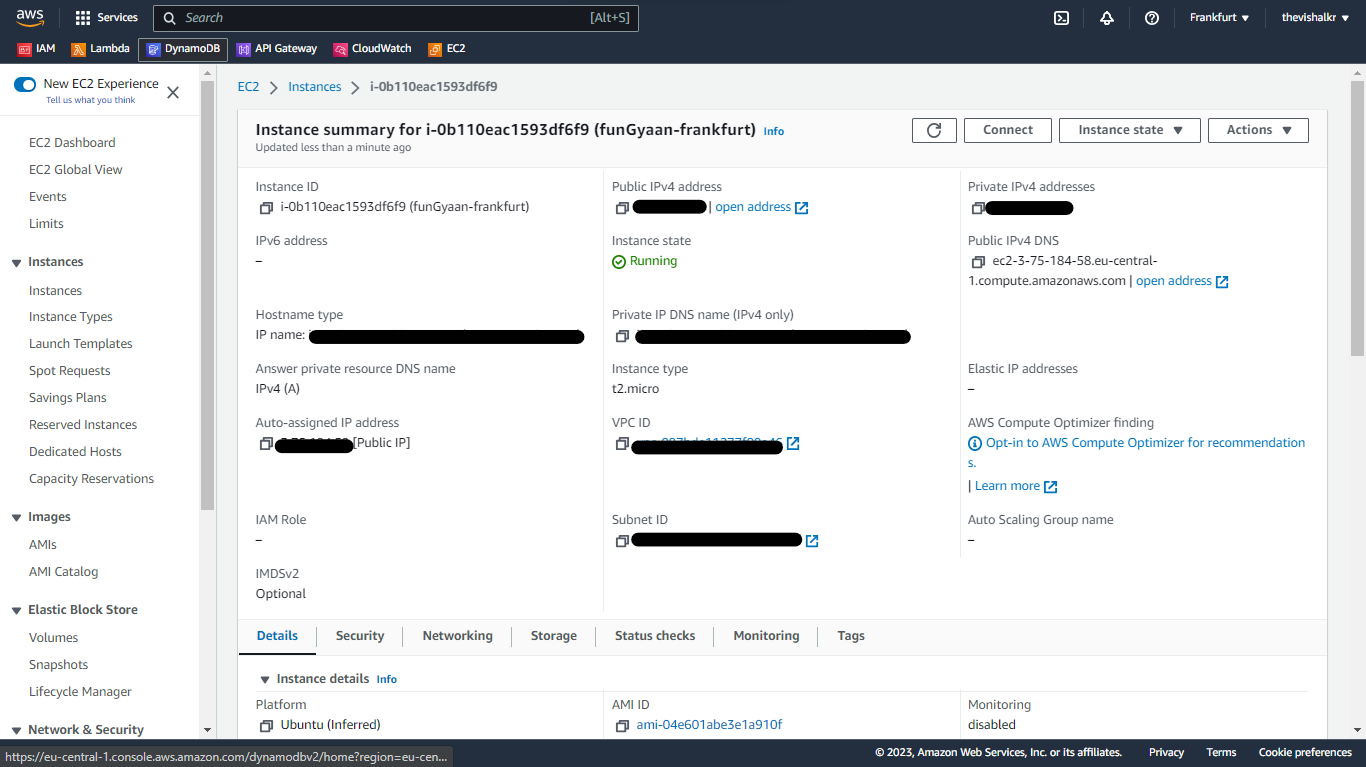 aws
Services
Search
[Alt+S]
Frankfurt
thevishalkr
IAM
Lambda
DynamoDB
API Gateway
CloudWatch
EC2
New EC2 Experience
Tell us what you think
EC2 Dashboard
EC2 Global View
Events
Limits
Instances
Instances
Instance Types
Launch Templates
Spot Requests
Savings Plans
Reserved Instances
Dedicated Hosts
Capacity Reservations
Images
AMIs
AMI Catalog
Elastic Block Store
Volumes
Snapshots
Lifecycle Manager
Network & Security
EC2
Instances
i-0b110eac1593df6f9
Instance summary for i-0b110eac1593df6f9 (funGyaan-frankfurt) Info
Updated less than a minute ago
Connect
Instance state
Actions
Instance ID
i-0b110eac1593df6f9 (funGyaan-frankfurt)
Public IPv4 address
| open address
Private IPv4 addresses
IPv6 address
–
Instance state
Running
Public IPv4 DNS
ec2-3-75-184-58.eu-central-
1.compute.amazonaws.com | open address
Hostname type
IP name:
Private IP DNS name (IPv4 only)
Answer private resource DNS name
IPv4 (A)
Instance type
t2.micro
Elastic IP addresses
–
Auto-assigned IP address
[Public IP]
VPC ID
AWS Compute Optimizer finding
Opt-in to AWS Compute Optimizer for recommendation
s.
| Learn more
IAM Role
–
Subnet ID
Auto Scaling Group name
–
IMDSv2
Optional
Details
Security
Networking
Storage
Status checks
Monitoring
Tags
Instance details Info
Platform
Ubuntu (Inferred)
AMI ID
ami-04e601abe3e1a910f
Monitoring
disabled
https://eu-central-1.console.aws.amazon.com/dynamodbv2/home?region=eu-cen...
© 2023, Amazon Web Services, Inc. or its affiliates.
Privacy
Terms
Cookie preferences